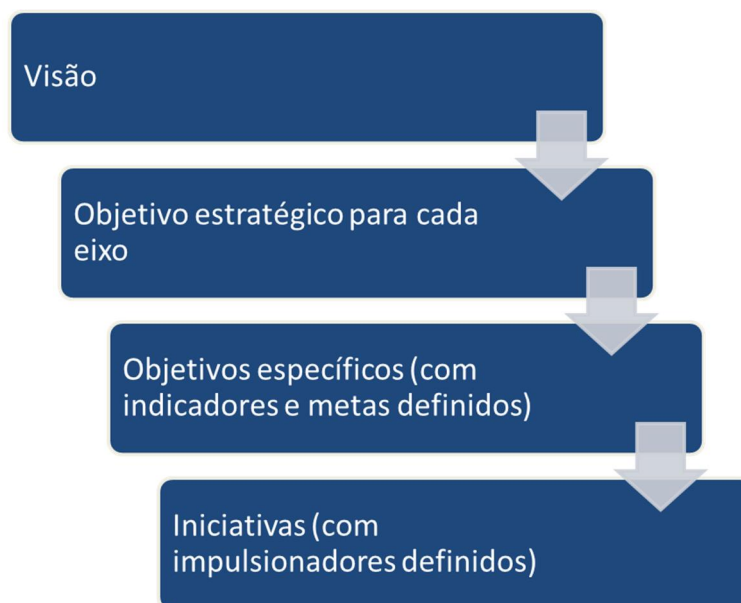 Visão
Objetivo estratégico para cada
eixo
Objetivos específicos (com
indicadores e metas definidos)
Iniciativas (com
impulsionadores definidos)